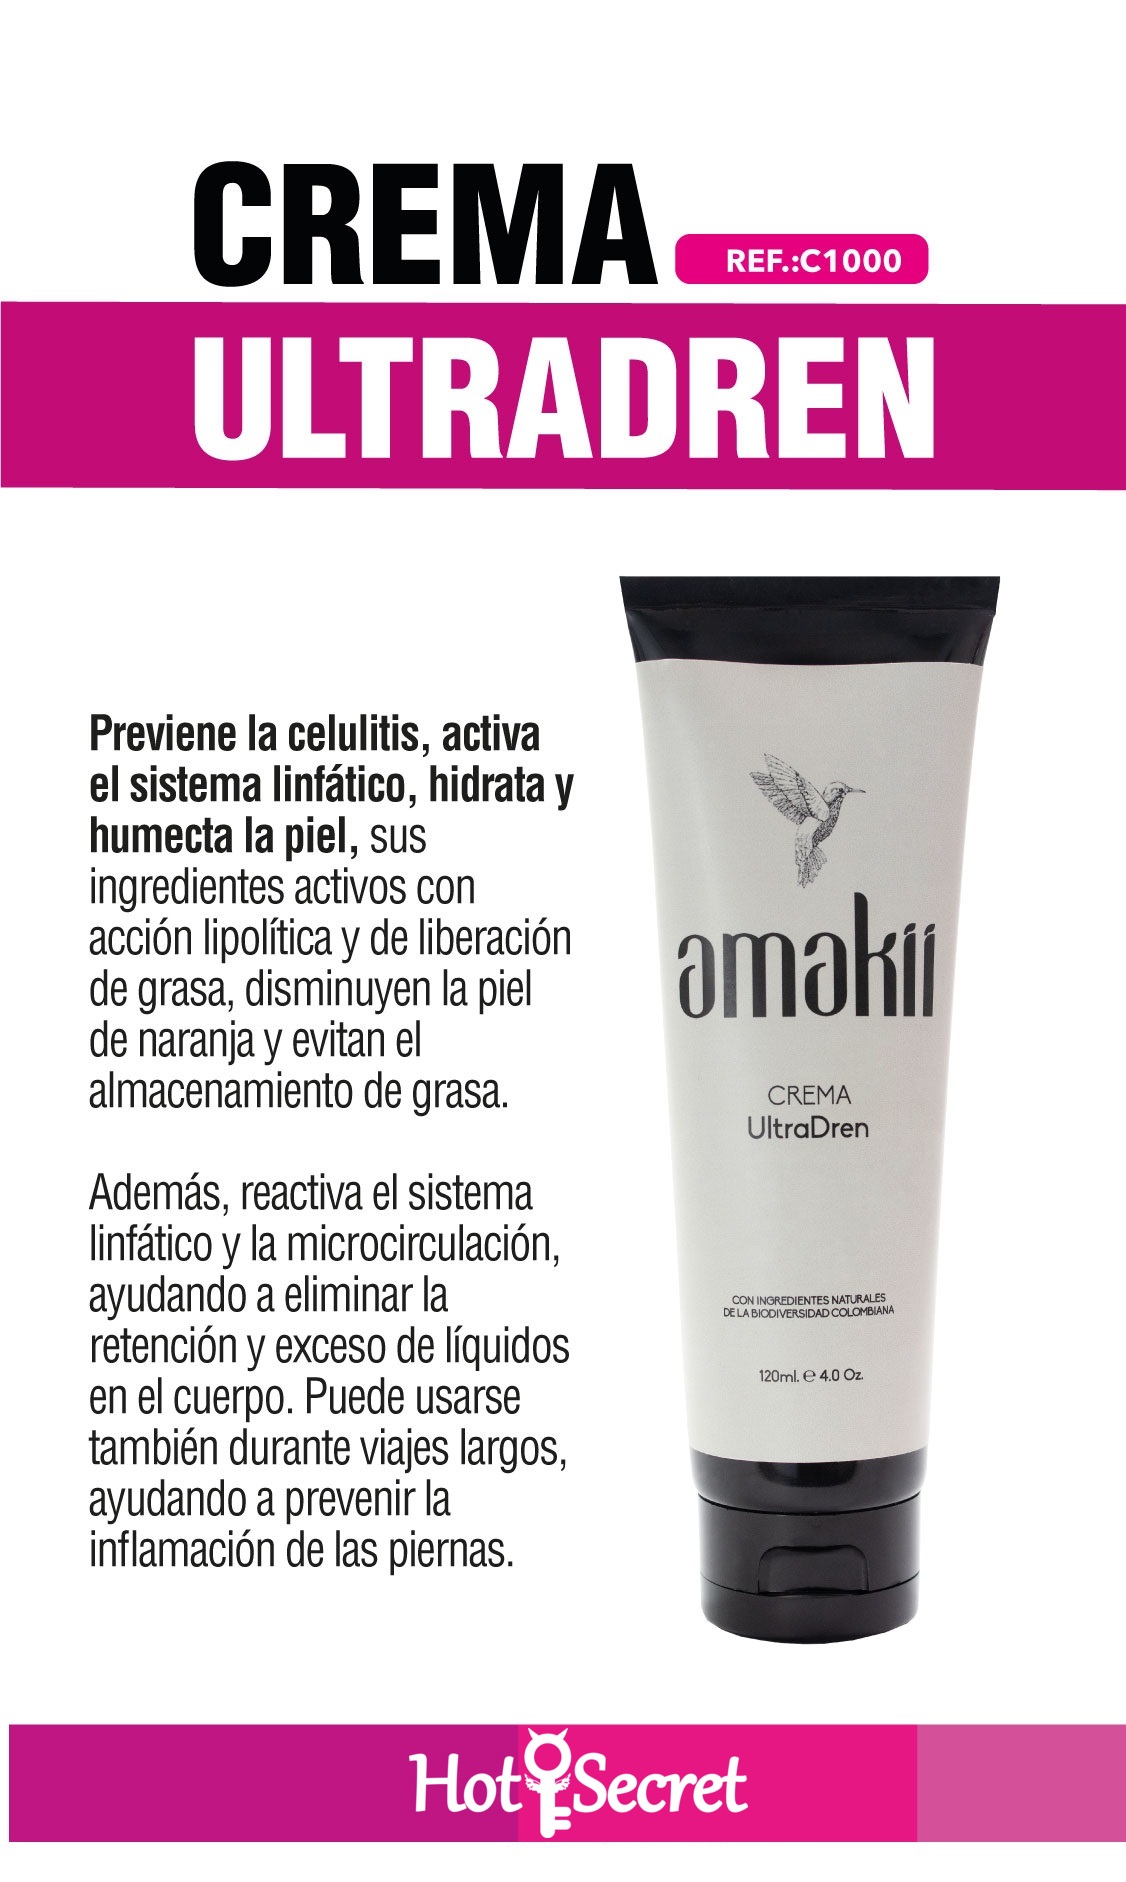 CREMA
REF.:C1000
ULTRADREN
Previene la celulitis, activa
el sistema linfático, hidrata y
humecta la piel, sus
ingredientes activos con
acción lipolítica y de liberación
de grasa, disminuyen la piel
de naranja y evitan el
almacenamiento de grasa.
Además, reactiva el sistema
linfático y la microcirculación,
ayudando a eliminar la
retención y exceso de líquidos
en el cuerpo. Puede usarse
también durante viajes largos,
ayudando a prevenir la
inflamación de las piernas.
amakii
CREMA
UltraDren
CON INGREDIENTES NATURALES
DE LA BIODIVERSIDAD COLOMBIANA
120ml. ℮ 4.0 Oz.
Hot Secret